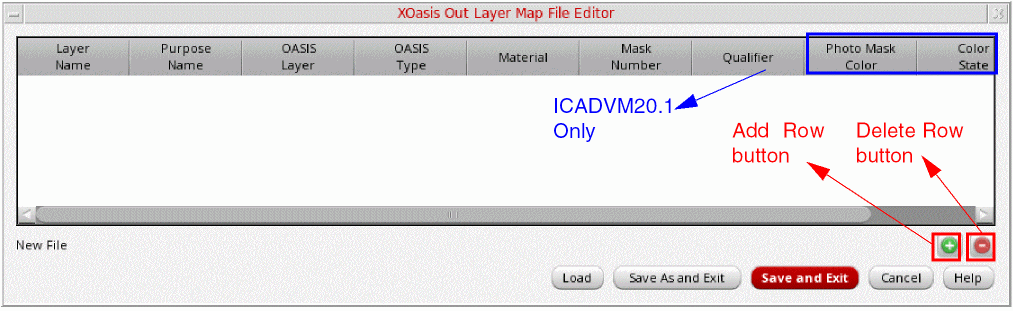 XOasis Out Layer Map File Editor
Layer Name
Purpose Name
OASIS Layer
OASIS Type
Material
Mask Number
Qualifier
Photo Mask Color
Color State
ICADVM20.1
Only
Add Row
button
Delete Row
button
New File
Load
Save As and Exit
Save and Exit
Cancel
Help